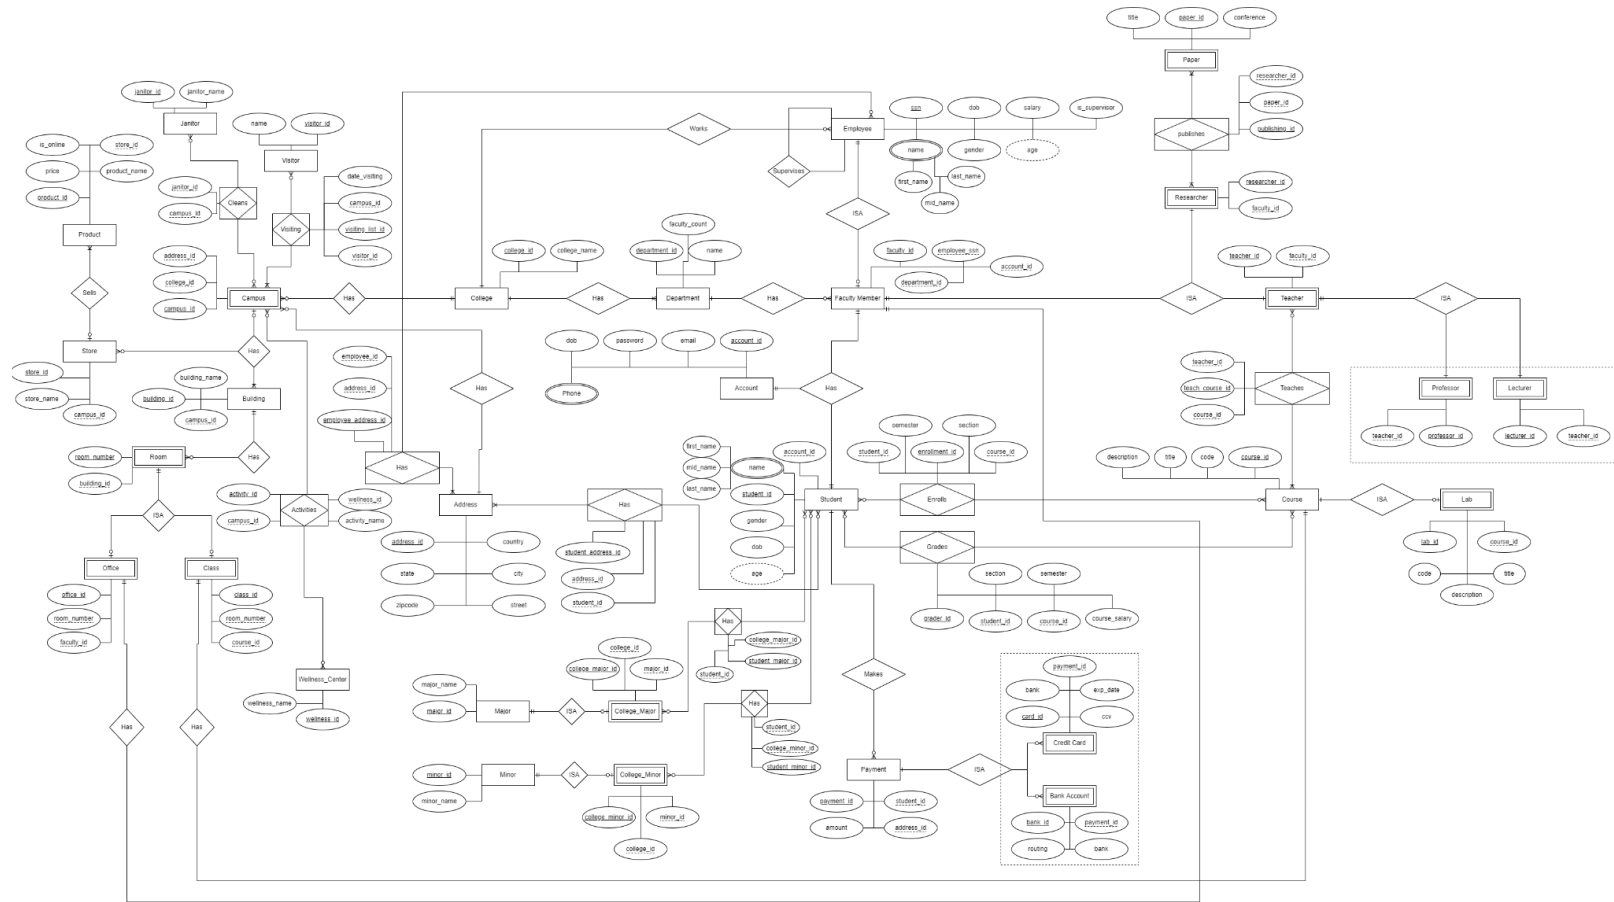 title
paper_id
conference
Paper
researcher_id
paper_id
publishing_id
publishes
Researcher
researcher_id
faculty_id
janitor_id
janitor_name
Janitor
name
visitor_id
Visitor
is_online
store_id
price
product_name
product_id
Product
janitor_id
campus_id
Cleans
date_visiting
campus_id
visiting_list_id
visitor_id
Visiting
Works
Employee
ssn
dob
salary
is_supervisor
name
gender
age
first_name
last_name
mid_name
Supervises
ISA
faculty_count
department_id
name
college_id
college_name
faculty_id
employee_ssn
account_id
department_id
teacher_id
faculty_id
Sells
address_id
college_id
campus_id
Campus
Has
College
Has
Department
Has
Faculty Member
ISA
Teacher
ISA
Store
Has
store_id
store_name
campus_id
building_name
building_id
campus_id
Building
employee_id
address_id
employee_address_id
Has
Has
dob
password
email
account_id
Phone
Account
Has
teacher_id
teach_course_id
course_id
Teaches
Professor
Lecturer
teacher_id
professor_id
lecturer_id
teacher_id
room_number
building_id
Room
Has
ISA
activity_id
campus_id
wellness_id
activity_name
Activities
Address
Has
student_address_id
address_id
student_id
first_name
mid_name
last_name
name
student_id
gender
dob
age
account_id
Student
semester
section
student_id
enrollment_id
course_id
Enrolls
Grades
description
title
code
course_id
Course
ISA
Lab
lab_id
course_id
code
title
description
address_id
country
state
city
zipcode
street
Office
Class
office_id
room_number
faculty_id
class_id
room_number
course_id
section
semester
grader_id
student_id
course_id
course_salary
Wellness_Center
wellness_name
wellness_id
Has
Has
Has
college_major_id
student_major_id
student_id
college_id
college_major_id
major_id
major_name
major_id
Major
ISA
College_Major
Has
student_id
college_minor_id
student_minor_id
minor_id
minor_name
Minor
ISA
College_Minor
college_minor_id
minor_id
college_id
Makes
Payment
payment_id
student_id
amount
address_id
ISA
payment_id
bank
exp_date
card_id
ccv
Credit Card
Bank Account
bank_id
payment_id
routing
bank